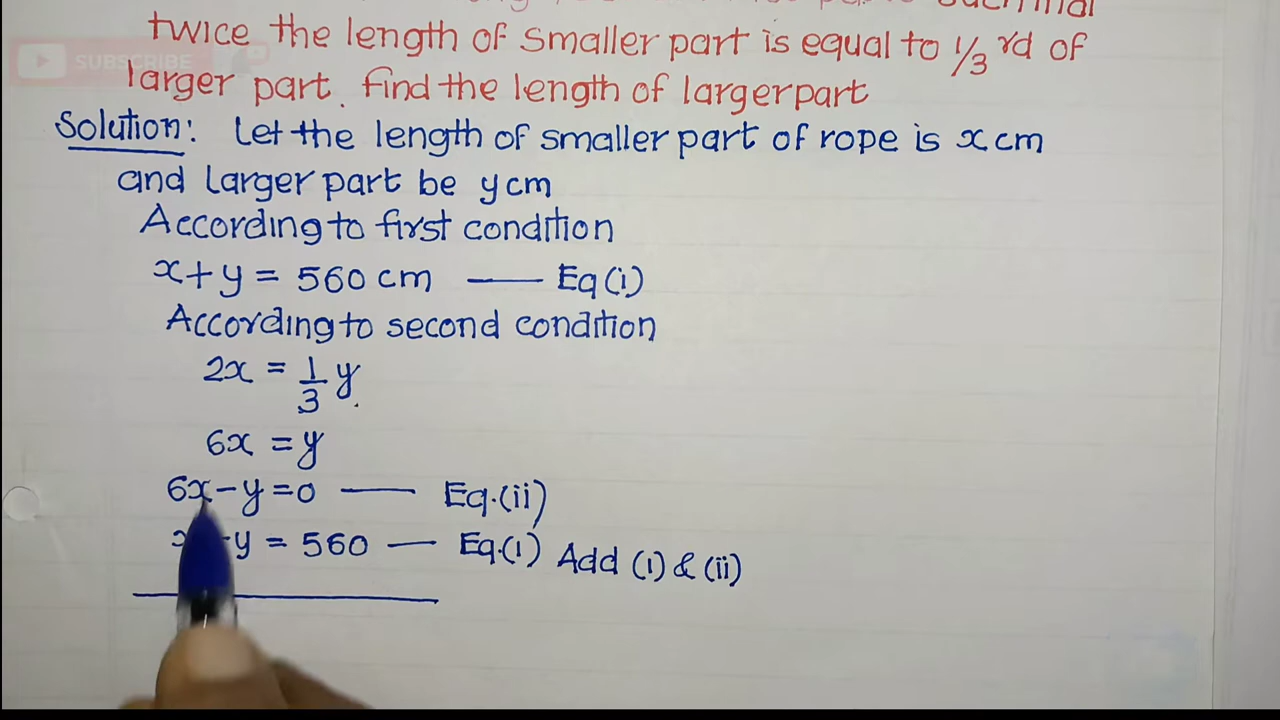 twice the length of smaller part is equal to 1/3 rd of
SUBSCRIBE
larger part. Find the length of larger part
Solution: Let the length of smaller part of rope is x cm
and larger part be y cm
According to first condition
x + y = 560 cm —— Eq (i)
According to second condition
2x = 1/3 y
6x = y
6x - y = 0 —— Eq.(ii)
y = 560 — Eq.(i) Add (i) & (ii)